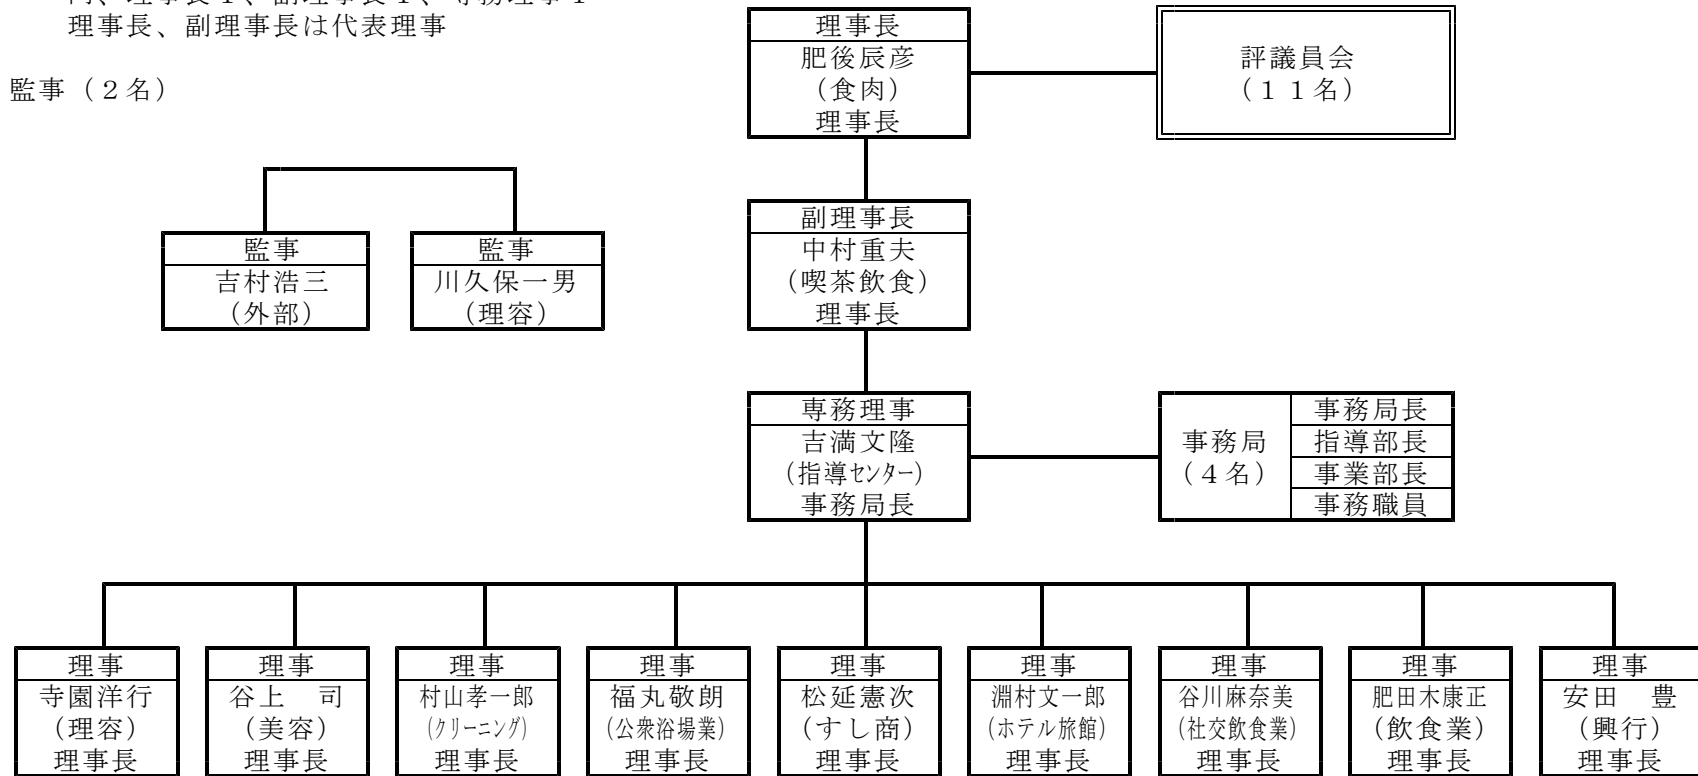 理事長、副理事長は代表理事
監事（２名）
理事長
肥後辰彦
（食肉）
理事長
評議員会
（１１名）
監事
吉村浩三
（外部）
監事
川久保一男
（理容）
副理事長
中村重夫
（喫茶飲食）
理事長
専務理事
吉満文隆
（指導センター）
事務局長
事務局
（４名）
事務局長
指導部長
事業部長
事務職員
理事
寺園洋行
（理容）
理事長
理事
谷上　司
（美容）
理事長
理事
村山孝一郎
（クリーニング）
理事長
理事
福丸敬朗
（公衆浴場業）
理事長
理事
松延憲次
（すし商）
理事長
理事
淵村文一郎
（ホテル旅館）
理事長
理事
谷川麻奈美
（社交飲食業）
理事長
理事
肥田木康正
（飲食業）
理事長
理事
安田　豊
（興行）
理事長